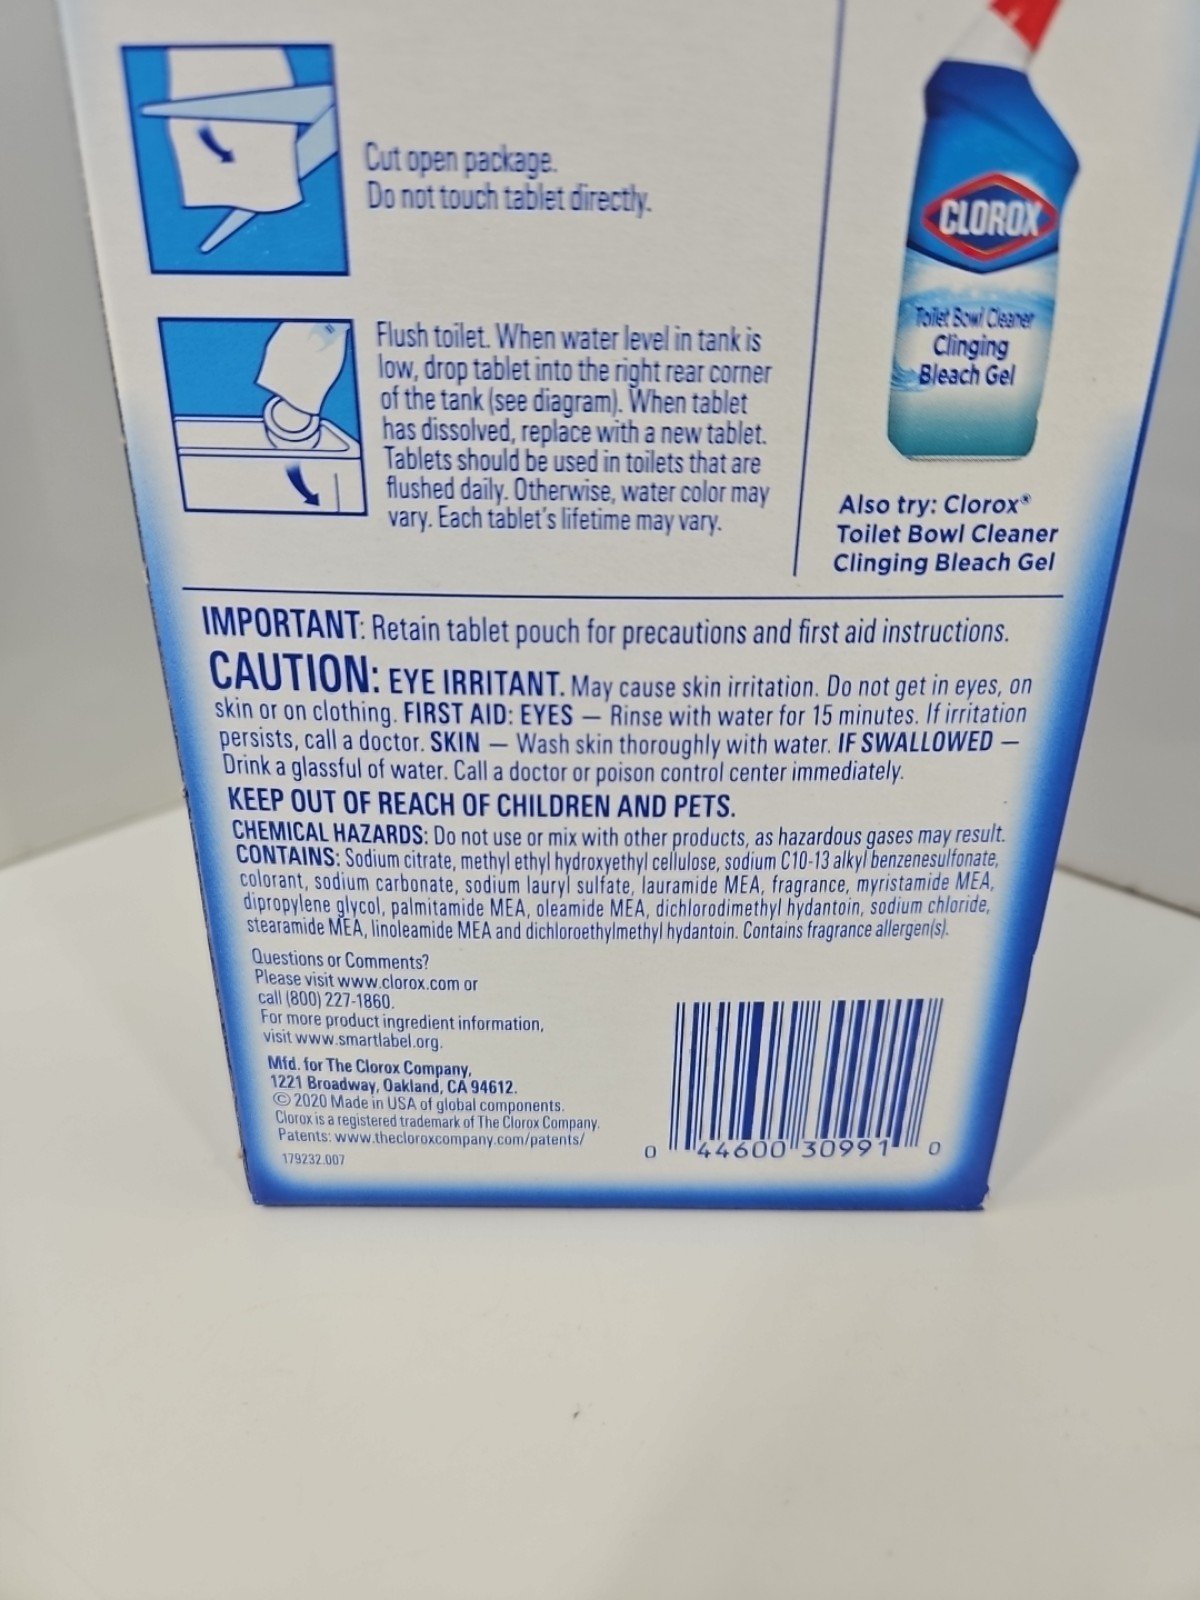 Cut open package.
Do not touch tablet directly.
Flush toilet. When water level in tank is
low, drop tablet into the right rear corner
of the tank (see diagram). When tablet
has dissolved, replace with a new tablet.
Tablets should be used in toilets that are
flushed daily. Otherwise, water color may
vary. Each tablet's lifetime may vary.
CLOROX
Toilet Bowl Cleaner
Clinging
Bleach Gel
Also try: Clorox®
Toilet Bowl Cleaner
Clinging Bleach Gel
IMPORTANT: Retain tablet pouch for precautions and first aid instructions.
CAUTION: EYE IRRITANT. May cause skin irritation. Do not get in eyes, on
skin or on clothing. FIRST AID: EYES — Rinse with water for 15 minutes. If irritation
persists, call a doctor. SKIN — Wash skin thoroughly with water. IF SWALLOWED —
Drink a glassful of water. Call a doctor or poison control center immediately.
KEEP OUT OF REACH OF CHILDREN AND PETS.
CHEMICAL HAZARDS: Do not use or mix with other products, as hazardous gases may result.
CONTAINS: Sodium citrate, methyl ethyl hydroxyethyl cellulose, sodium C10-13 alkyl benzenesulfonate,
colorant, sodium carbonate, sodium lauryl sulfate, lauramide MEA, fragrance, myristamide MEA,
dipropylene glycol, palmitamide MEA, oleamide MEA, dichlorodimethyl hydantoin, sodium chloride,
stearamide MEA, linoleamide MEA and dichloroethylmethyl hydantoin. Contains fragrance allergen(s).
Questions or Comments?
Please visit www.clorox.com or
call (800) 227-1860.
For more product ingredient information,
visit www.smartlabel.org.
Mfd. for The Clorox Company,
1221 Broadway, Oakland, CA 94612.
© 2020 Made in USA of global components.
Clorox is a registered trademark of The Clorox Company.
Patents: www.thecloroxcompany.com/patents/
179232.007
0 44600 30991 0